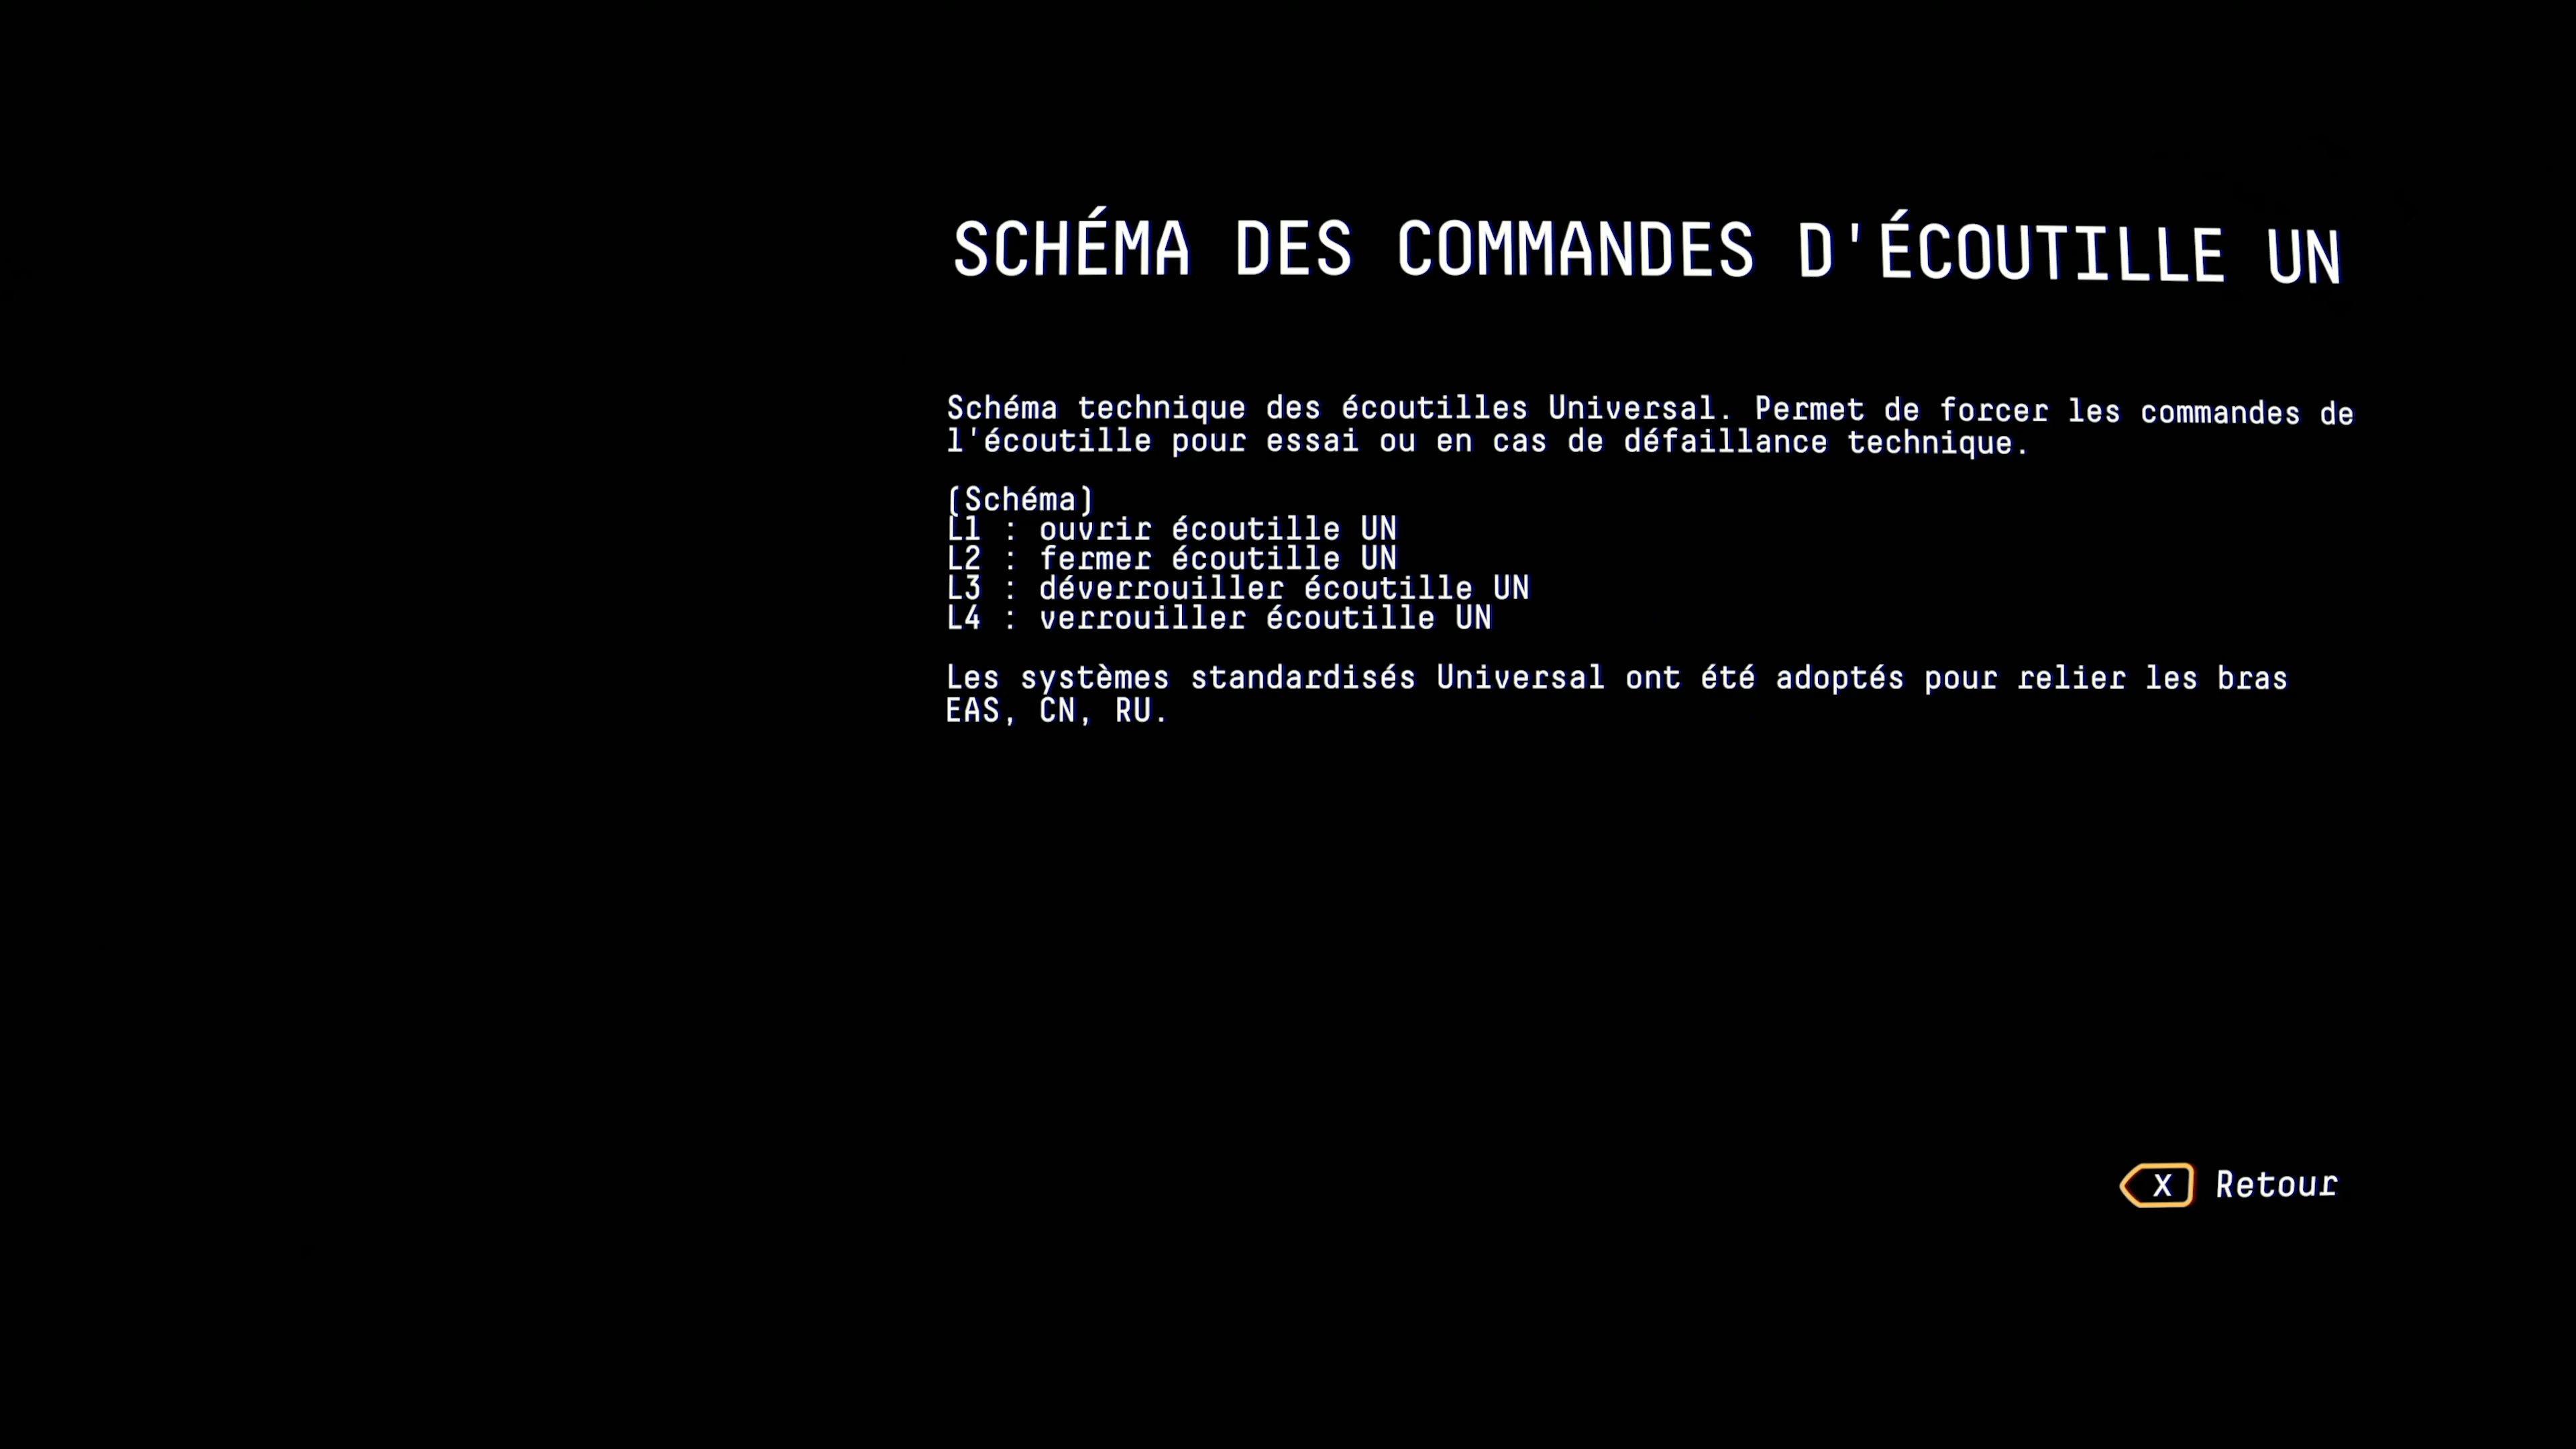 SCHÉMA DES COMMANDES D'ÉCOUTILLE UN
Schéma technique des écoutilles Universal. Permet de forcer les commandes de
l'écoutille pour essai ou en cas de défaillance technique.
[Schéma]
L1 : ouvrir écoutille UN
L2 : fermer écoutille UN
L3 : déverrouiller écoutille UN
L4 : verrouiller écoutille UN
Les systèmes standardisés Universal ont été adoptés pour relier les bras
EAS, CN, RU.
X Retour